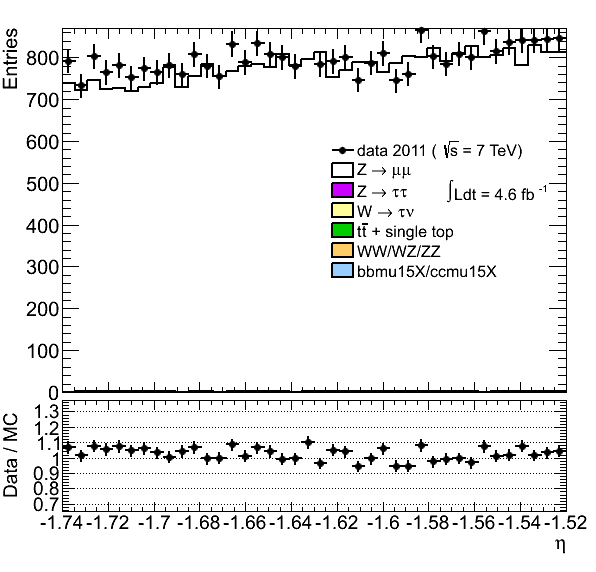 Entries
800
700
600
500
400
300
200
100
0
data 2011 ( √s = 7 TeV)
Z → μμ
Z → ττ
∫Ldt = 4.6 fb⁻¹
W → τν
tt̅ + single top
WW/WZ/ZZ
bbmu15X/ccmu15X
Data / MC
1.3
1.2
1.1
1
0.9
0.8
0.7
-1.74 -1.72 -1.7 -1.68 -1.66 -1.64 -1.62 -1.6 -1.58 -1.56 -1.54 -1.52
η